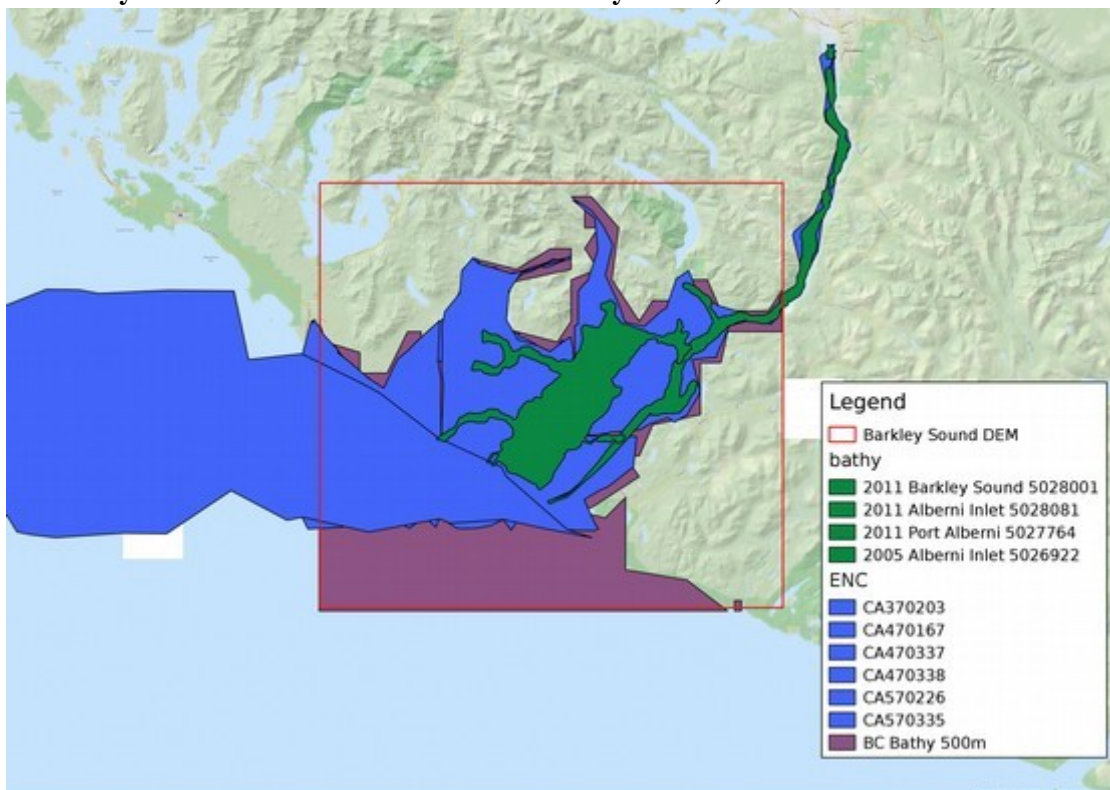 Legend
Barkley Sound DEM
bathy
2011 Barkley Sound 5028001
2011 Alberni Inlet 5028081
2011 Port Alberni 5027764
2005 Alberni Inlet 5026922
ENC
CA370203
CA470167
CA470337
CA470338
CA570226
CA570335
BC Bathy 500m